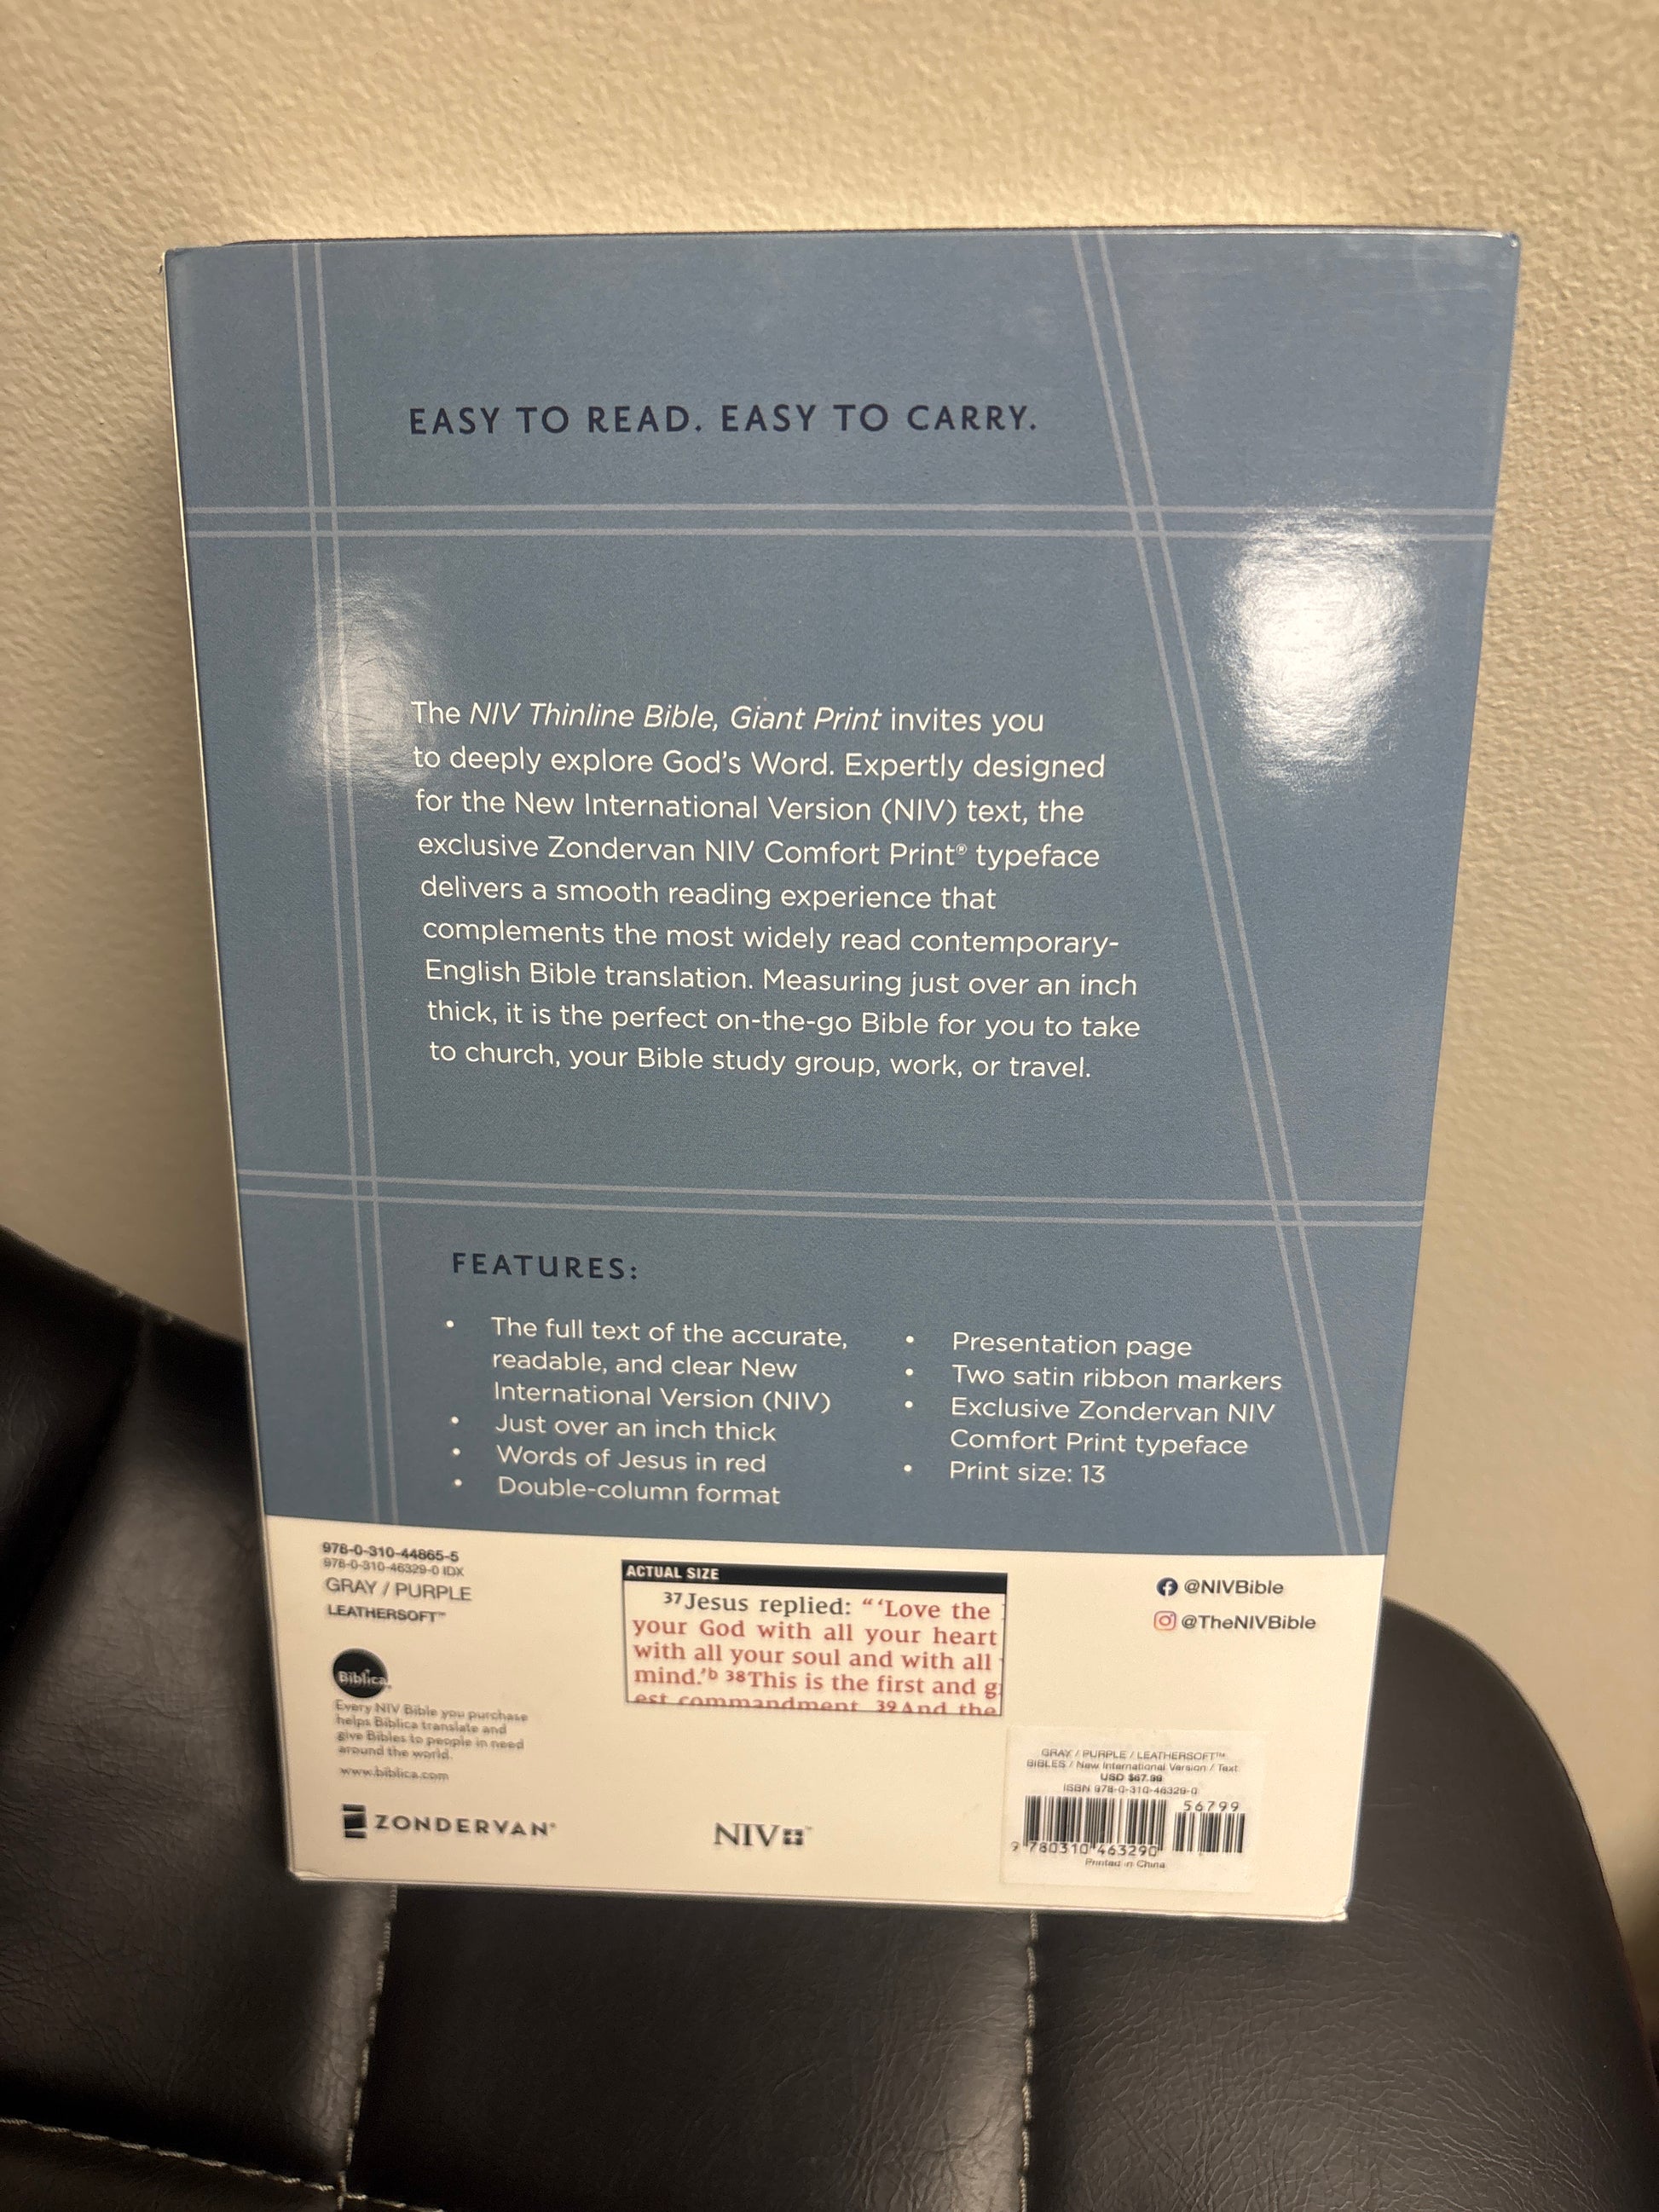 EASY TO READ. EASY TO CARRY.
The NIV Thinline Bible, Giant Print invites you
to deeply explore God's Word. Expertly designed
for the New International Version (NIV) text, the
exclusive Zondervan NIV Comfort Print® typeface
delivers a smooth reading experience that
complements the most widely read contemporary-
English Bible translation. Measuring just over an inch
thick, it is the perfect on-the-go Bible for you to take
to church, your Bible study group, work, or travel.
FEATURES:
• The full text of the accurate,
readable, and clear New
International Version (NIV)
• Just over an inch thick
• Words of Jesus in red
• Double-column format
• Presentation page
• Two satin ribbon markers
• Exclusive Zondervan NIV
Comfort Print typeface
• Print size: 13
978-0-310-44865-5
978-0-310-46329-0 IDX
GRAY / PURPLE
LEATHERSOFT™
Biblica
Every NIV Bible you purchase
helps Biblica translate and
give Bibles to people in need
around the world.
www.biblica.com
ZONDERVAN®
ACTUAL SIZE
37 Jesus replied: “‘Love the
your God with all your heart
with all your soul and with all
mind.’b 38 This is the first and g
est commandment. 39 And the
NIV™
@NIVBible
@TheNIVBible
GRAY / PURPLE / LEATHERSOFT™
BIBLES / New International Version / Text
USD $67.99
ISBN 978-0-310-46329-0
56799
9 780310 463290
Printed in China